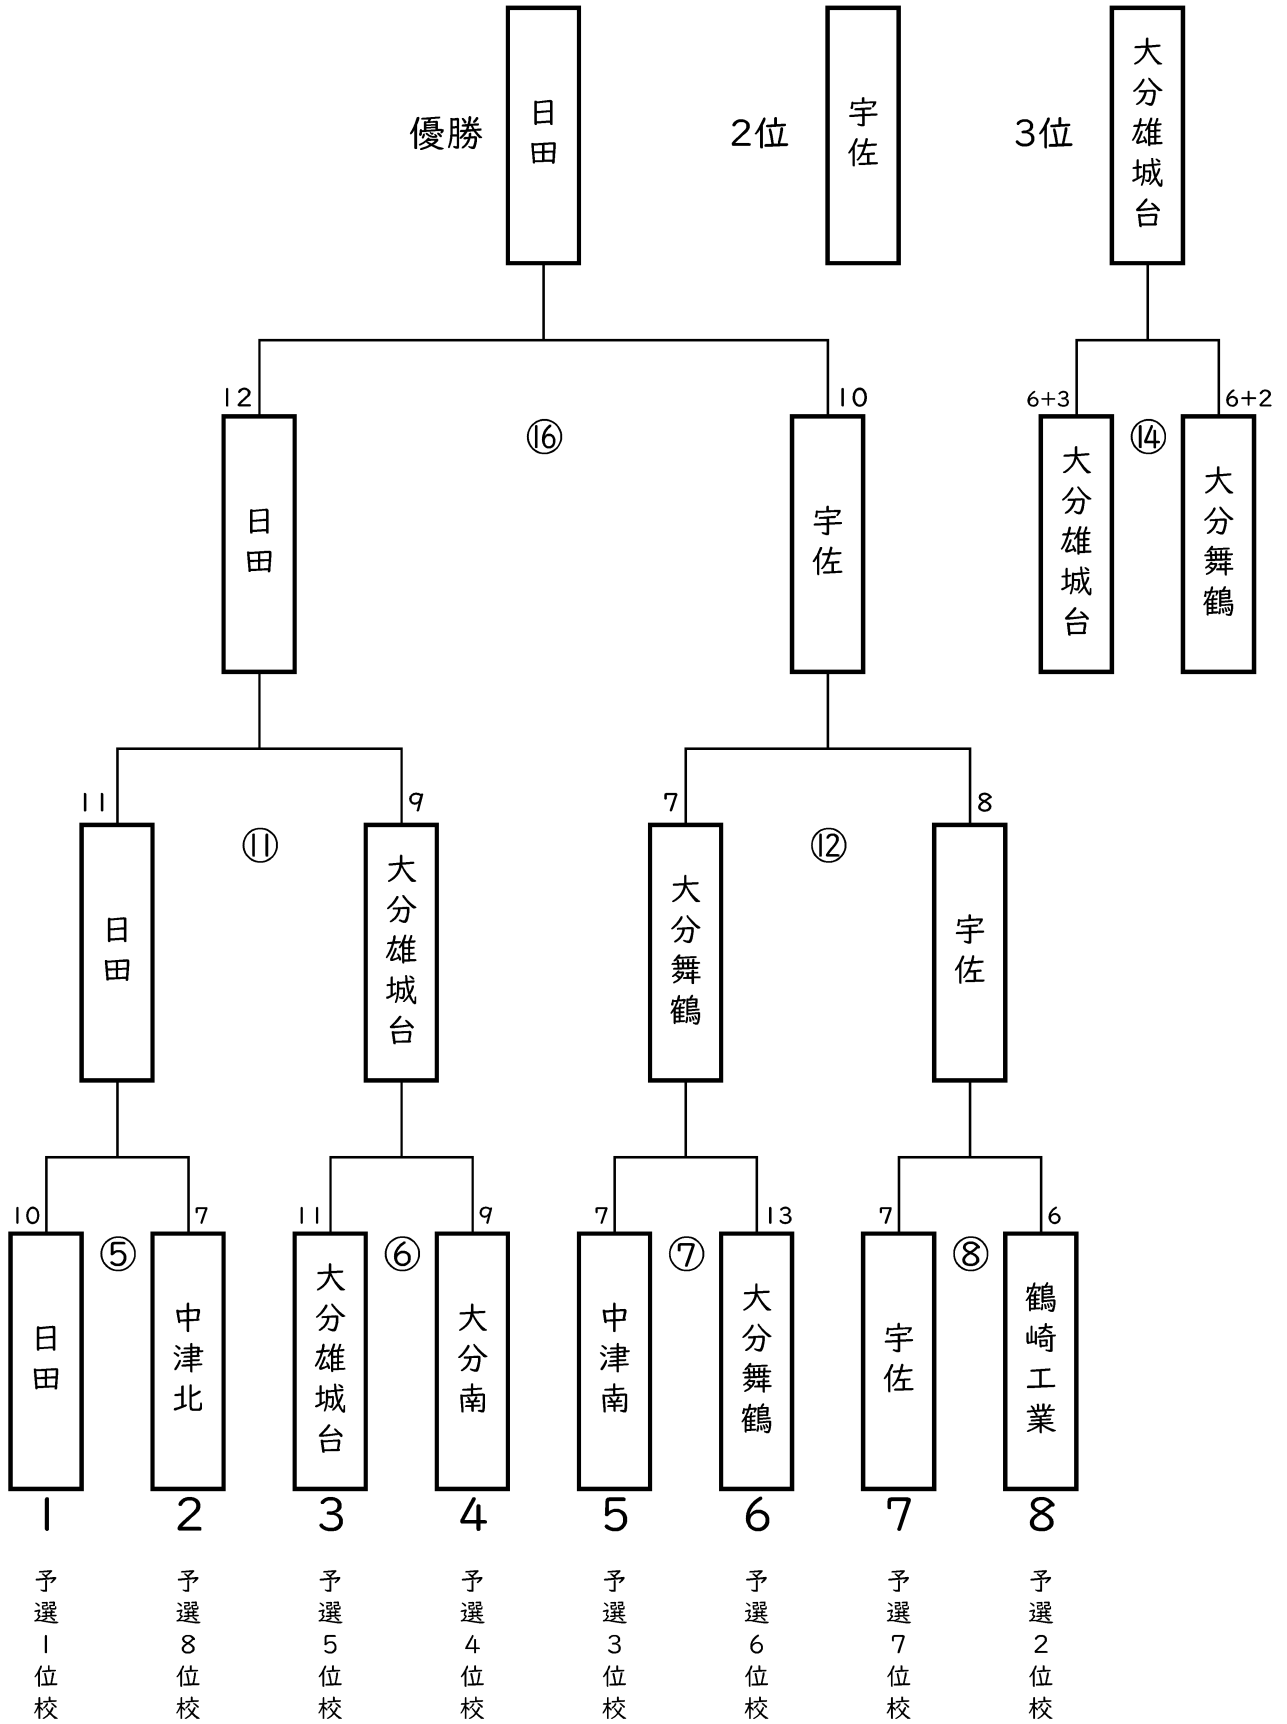 優勝
日田
2位
宇佐
3位
大分雄城台
12
10
6+3
6+2
⑯
⑭
日田
宇佐
大分雄城台
大分舞鶴
11
9
7
8
⑪
⑫
日田
大分雄城台
大分舞鶴
宇佐
10
7
11
9
7
13
7
6
⑤
⑥
⑦
⑧
日田
中津北
大分雄城台
大分南
中津南
大分舞鶴
宇佐
鶴崎工業
1
2
3
4
5
6
7
8
予選1位校
予選8位校
予選5位校
予選4位校
予選3位校
予選6位校
予選7位校
予選2位校